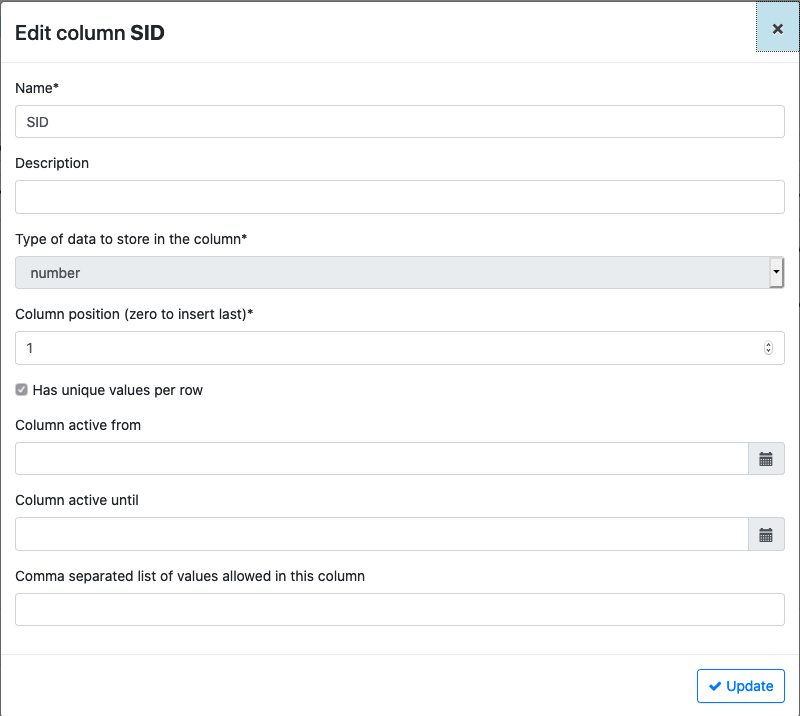 Edit column SID
Name*
SID
Description
Type of data to store in the column*
number
Column position (zero to insert last)*
1
Has unique values per row
Column active from
Column active until
Comma separated list of values allowed in this column
Update